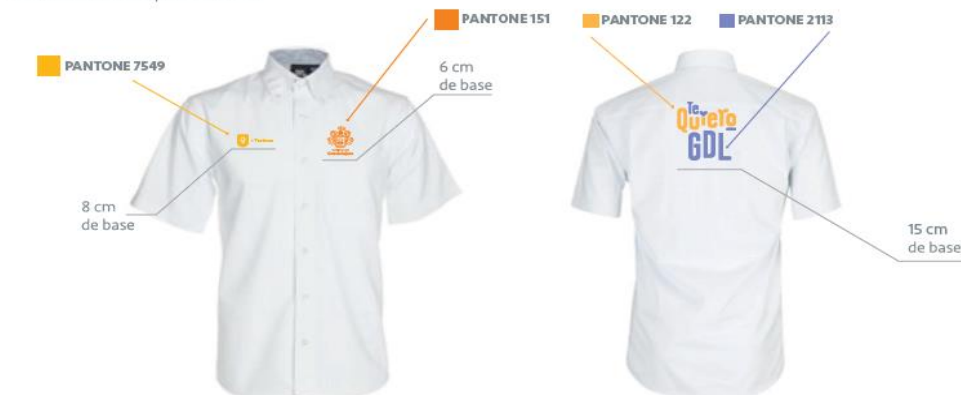 PANTONE 151
PANTONE 122
PANTONE 2113
PANTONE 7549
6 cm
de base
Te
Quiero
GDL
8 cm
de base
15 cm
de base